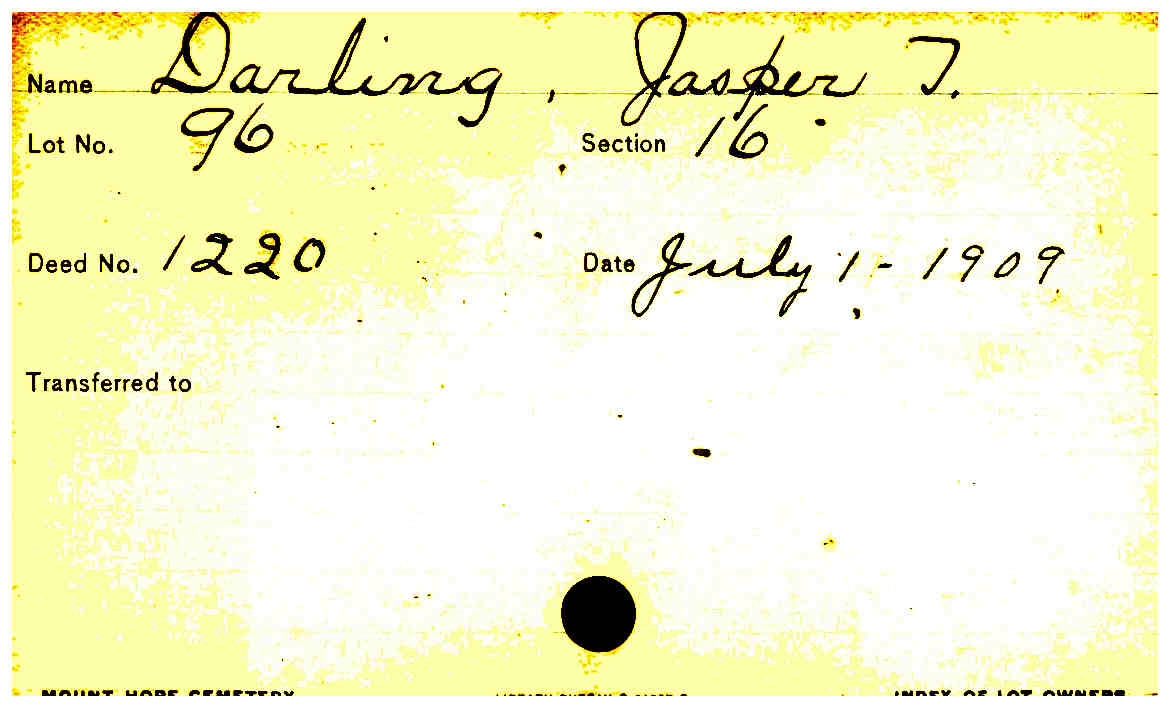 Name Darling, Jasper T.
Lot No. 96 Section 16
Deed No. 1220 Date July 1 - 1909
Transferred to
MOUNT HOPE CEMETERY INDEX OF LOT OWNERS